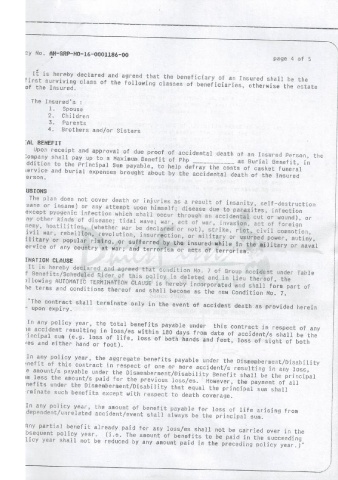 cy No. AH-GRP-HO-16-0001186-00
page 4 of 5
It is hereby declared and agreed that the beneficiary of an Insured shall be the
first surviving class of the following classes of beneficiaries, otherwise the estate
of the Insured.
The Insured's :
1. Spouse
2. Children
3. Parents
4. Brothers and/or Sisters
AL BENEFIT
Upon receipt and approval of due proof of accidental death of an Insured Person, the
ompany shall pay up to a Maximum Benefit of Php __________ as Burial Benefit, in
ddition to the Principal Sum payable, to help defray the costs of casket funeral
ervice and burial expenses brought about by the accidental death of the Insured
erson.
USIONS
The plan does not cover death or injuries as a result of insanity, self-destruction
sane or insane) or any attempt upon himself; disease due to parasites, infection
except pyogenic infection which shall occur through an accidental cut or wound), or
ny other kinds of disease; tidal wave; war, act of war, invasion, act of foreign
enemy, hostilities, (whether war be declared or not), strike, riot, civil commotion,
civil war, rebellion, revolution, insurrection, or military or usurped power, mutiny,
ilitary or popular rising, or suffered by the insured while in the military or naval
service of any country at war, and terrorism or acts of terrorism.
INATION CLAUSE
It is hereby declared and agreed that condition No. 7 of Group Accident under Table
f Benefits/Scheduled Rider of this policy is deleted and in lieu thereof, the
llowing AUTOMATIC TERMINATION CLAUSE is hereby incorporated and shall form part of
he terms and conditions thereof and shall become as the new Condition No. 7.
"The contract shall terminate only in the event of accident death as provided herein
upon expiry.
In any policy year, the total benefits payable under this contract in respect of any
e accident resulting in loss/es within 180 days from date of accident/s shall be the
incipal sum (e.g. loss of life, loss of both hands and foot, loss of sight of both
es and either hand or foot).
In any policy year, the aggregate benefits payable under the Dismemberment/Disability
nefit of this contract in respect of one or more accident/s resulting in any loss,
e amount/s payable under the Dismemberment/Disability Benefit shall be the principal
m less the amount/s paid for the previous loss/es. However, the payment of all
nefits under the Dismemberment/Disability that equal the principal sum shall
rminate such benefits except with respect to death coverage.
In any policy year, the amount of benefit payable for loss of life arising from
dependent/unrelated accident/event shall always be the principal sum.
Any partial benefit already paid for any loss/es shall not be carried over in the
bsequent policy year. (i.e. The amount of benefits to be paid in the succeeding
licy year shall not be reduced by any amount paid in the preceding policy year.)"